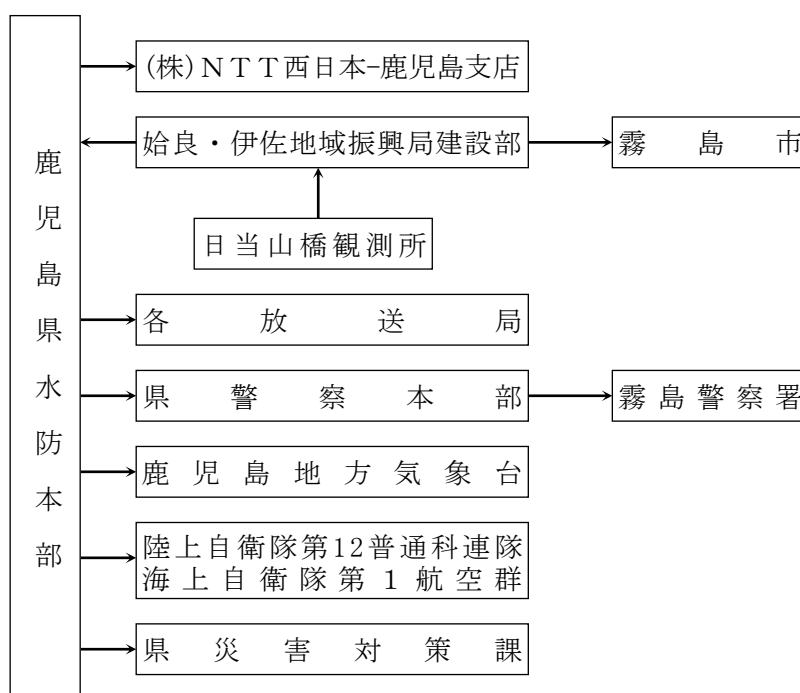 鹿児島県水防本部
(株)ＮＴＴ西日本-鹿児島支店
姶良・伊佐地域振興局建設部
霧島市
日当山橋観測所
各放送局
県警察本部
霧島警察署
鹿児島地方気象台
陸上自衛隊第12普通科連隊
海上自衛隊第１航空群
県災害対策課